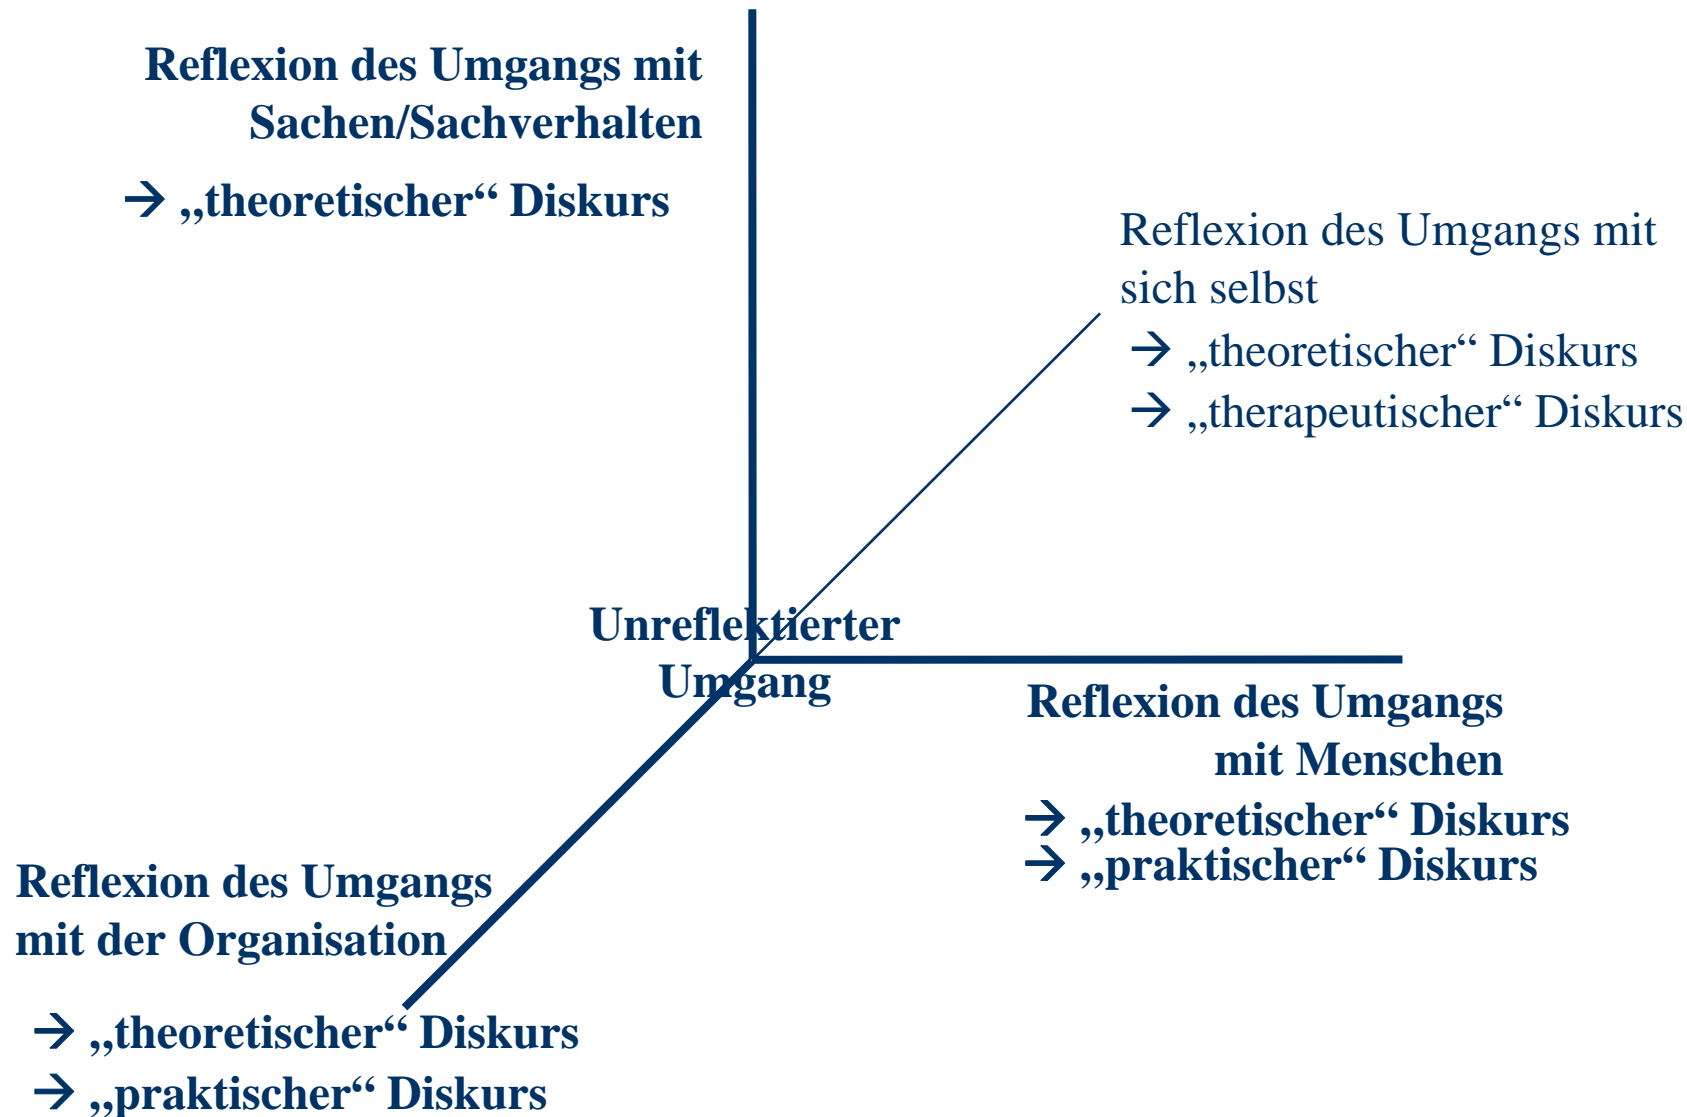 Reflexion des Umgangs mit
Sachen/Sachverhalten
→ „theoretischer“ Diskurs
Reflexion des Umgangs mit
sich selbst
→ „theoretischer“ Diskurs
→ „therapeutischer“ Diskurs
Unreflektierter
Umgang
Reflexion des Umgangs
mit Menschen
→ „theoretischer“ Diskurs
→ „praktischer“ Diskurs
Reflexion des Umgangs
mit der Organisation
→ „theoretischer“ Diskurs
→ „praktischer“ Diskurs